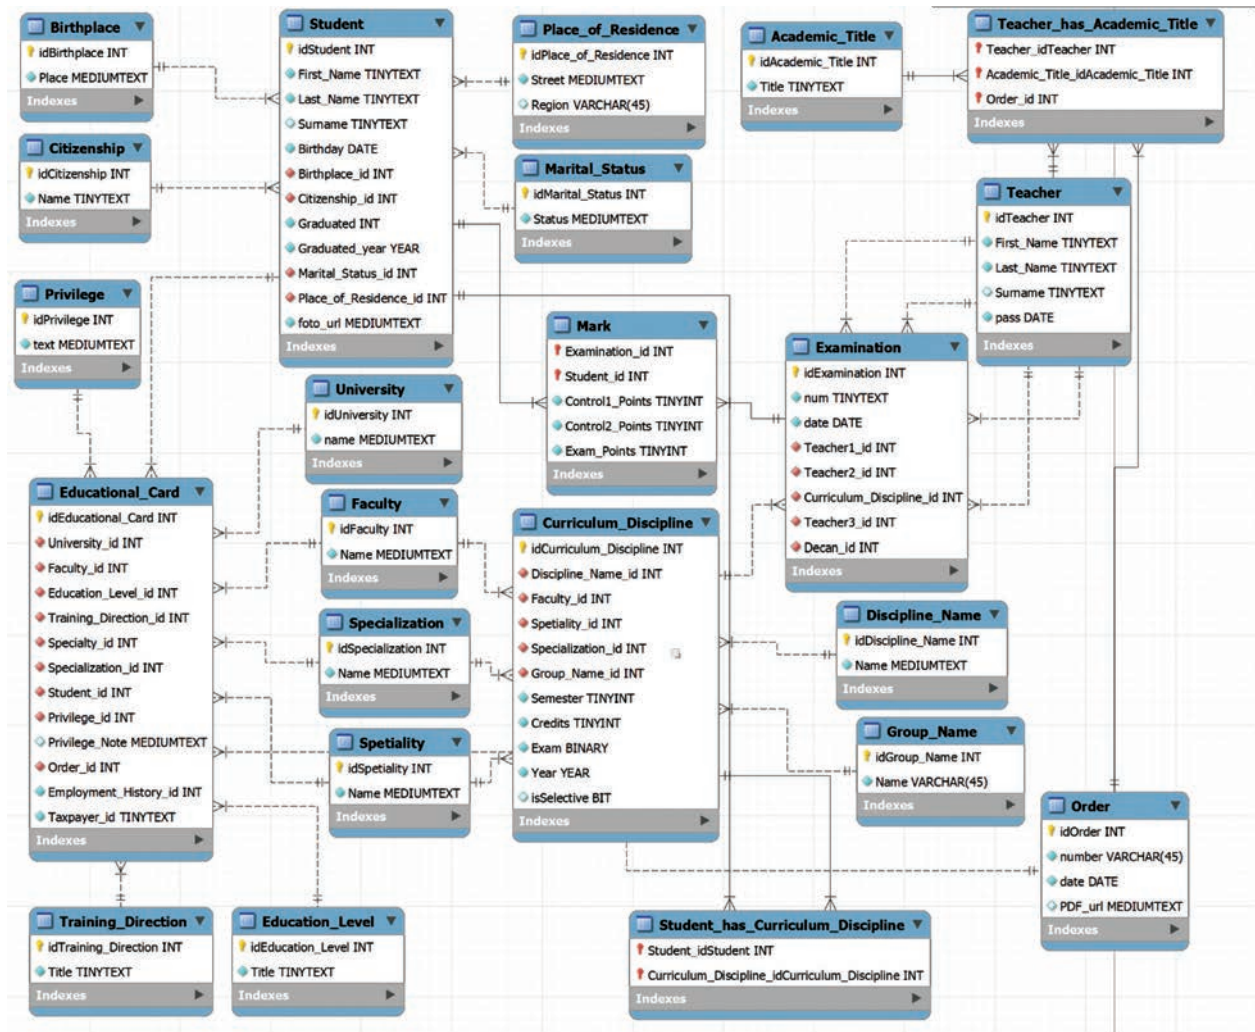 Birthplace
idBirthplace INT
Place MEDIUMTEXT
Indexes
Citizenship
idCitizenship INT
Name TINYTEXT
Indexes
Privilege
idPrivilege INT
text MEDIUMTEXT
Indexes
Student
idStudent INT
First_Name TINYTEXT
Last_Name TINYTEXT
Surname TINYTEXT
Birthday DATE
Birthplace_id INT
Citizenship_id INT
Graduated INT
Graduated_year YEAR
Marital_Status_id INT
Place_of_Residence_id INT
foto_url MEDIUMTEXT
Indexes
Place_of_Residence
idPlace_of_Residence INT
Street MEDIUMTEXT
Region VARCHAR(45)
Indexes
Marital_Status
idMarital_Status INT
Status MEDIUMTEXT
Indexes
Academic_Title
idAcademic_Title INT
Title TINYTEXT
Indexes
Teacher_has_Academic_Title
Teacher_idTeacher INT
Academic_Title_idAcademic_Title INT
Order_id INT
Indexes
Teacher
idTeacher INT
First_Name TINYTEXT
Last_Name TINYTEXT
Surname TINYTEXT
pass DATE
Indexes
Mark
Examination_id INT
Student_id INT
Control1_Points TINYINT
Control2_Points TINYINT
Exam_Points TINYINT
Indexes
Examination
idExamination INT
num TINYTEXT
date DATE
Teacher1_id INT
Teacher2_id INT
Curriculum_Discipline_id INT
Teacher3_id INT
Decan_id INT
Indexes
University
idUniversity INT
name MEDIUMTEXT
Indexes
Educational_Card
idEducational_Card INT
University_id INT
Faculty_id INT
Education_Level_id INT
Training_Direction_id INT
Specialty_id INT
Specialization_id INT
Student_id INT
Privilege_id INT
Privilege_Note MEDIUMTEXT
Order_id INT
Employment_History_id INT
Taxpayer_id TINYTEXT
Indexes
Faculty
idFaculty INT
Name MEDIUMTEXT
Indexes
Specialization
idSpecialization INT
Name MEDIUMTEXT
Indexes
Spetiality
idSpetiality INT
Name MEDIUMTEXT
Indexes
Curriculum_Discipline
idCurriculum_Discipline INT
Discipline_Name_id INT
Faculty_id INT
Spetiality_id INT
Specialization_id INT
Group_Name_id INT
Semester TINYINT
Credits TINYINT
Exam BINARY
Year YEAR
isSelective BIT
Indexes
Discipline_Name
idDiscipline_Name INT
Name MEDIUMTEXT
Indexes
Group_Name
idGroup_Name INT
Name VARCHAR(45)
Indexes
Order
idOrder INT
number VARCHAR(45)
date DATE
PDF_url MEDIUMTEXT
Indexes
Training_Direction
idTraining_Direction INT
Title TINYTEXT
Indexes
Education_Level
idEducation_Level INT
Title TINYTEXT
Indexes
Student_has_Curriculum_Discipline
Student_idStudent INT
Curriculum_Discipline_idCurriculum_Discipline INT
Indexes